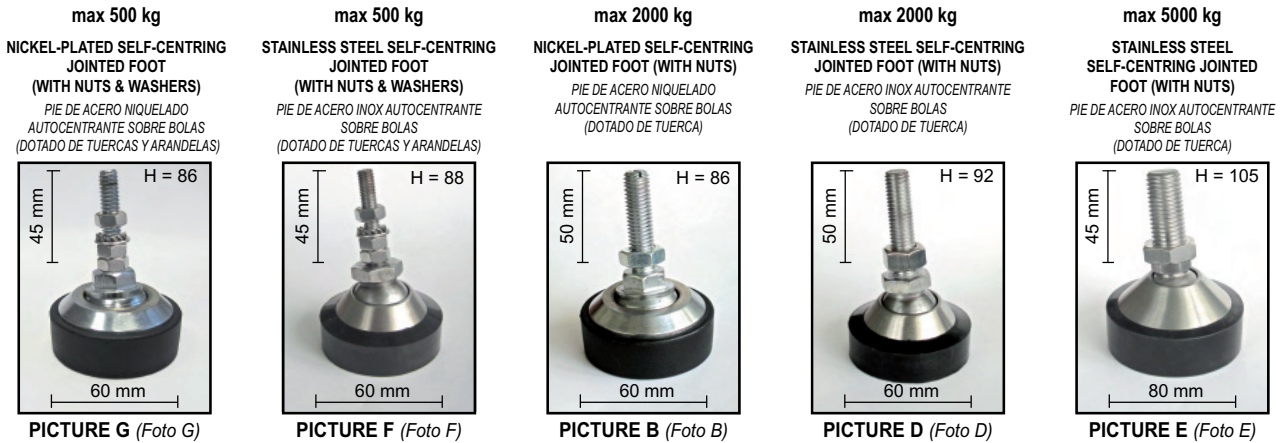 max 500 kg
NICKEL-PLATED SELF-CENTRING
JOINTED FOOT
(WITH NUTS & WASHERS)
PIE DE ACERO NIQUELADO
AUTOCENTRANTE SOBRE BOLAS
(DOTADO DE TUERCAS Y ARANDELAS)
H = 86
45 mm
60 mm
PICTURE G (Foto G)
max 500 kg
STAINLESS STEEL SELF-CENTRING
JOINTED FOOT
(WITH NUTS & WASHERS)
PIE DE ACERO INOX AUTOCENTRANTE
SOBRE BOLAS
(DOTADO DE TUERCAS Y ARANDELAS)
H = 88
45 mm
60 mm
PICTURE F (Foto F)
max 2000 kg
NICKEL-PLATED SELF-CENTRING
JOINTED FOOT (WITH NUTS)
PIE DE ACERO NIQUELADO
AUTOCENTRANTE SOBRE BOLAS
(DOTADO DE TUERCA)
H = 86
50 mm
60 mm
PICTURE B (Foto B)
max 2000 kg
STAINLESS STEEL SELF-CENTRING
JOINTED FOOT (WITH NUTS)
PIE DE ACERO INOX AUTOCENTRANTE
SOBRE BOLAS
(DOTADO DE TUERCA)
H = 92
50 mm
60 mm
PICTURE D (Foto D)
max 5000 kg
STAINLESS STEEL
SELF-CENTRING JOINTED
FOOT (WITH NUTS)
PIE DE ACERO INOX AUTOCENTRANTE
SOBRE BOLAS
(DOTADO DE TUERCA)
H = 105
45 mm
80 mm
PICTURE E (Foto E)